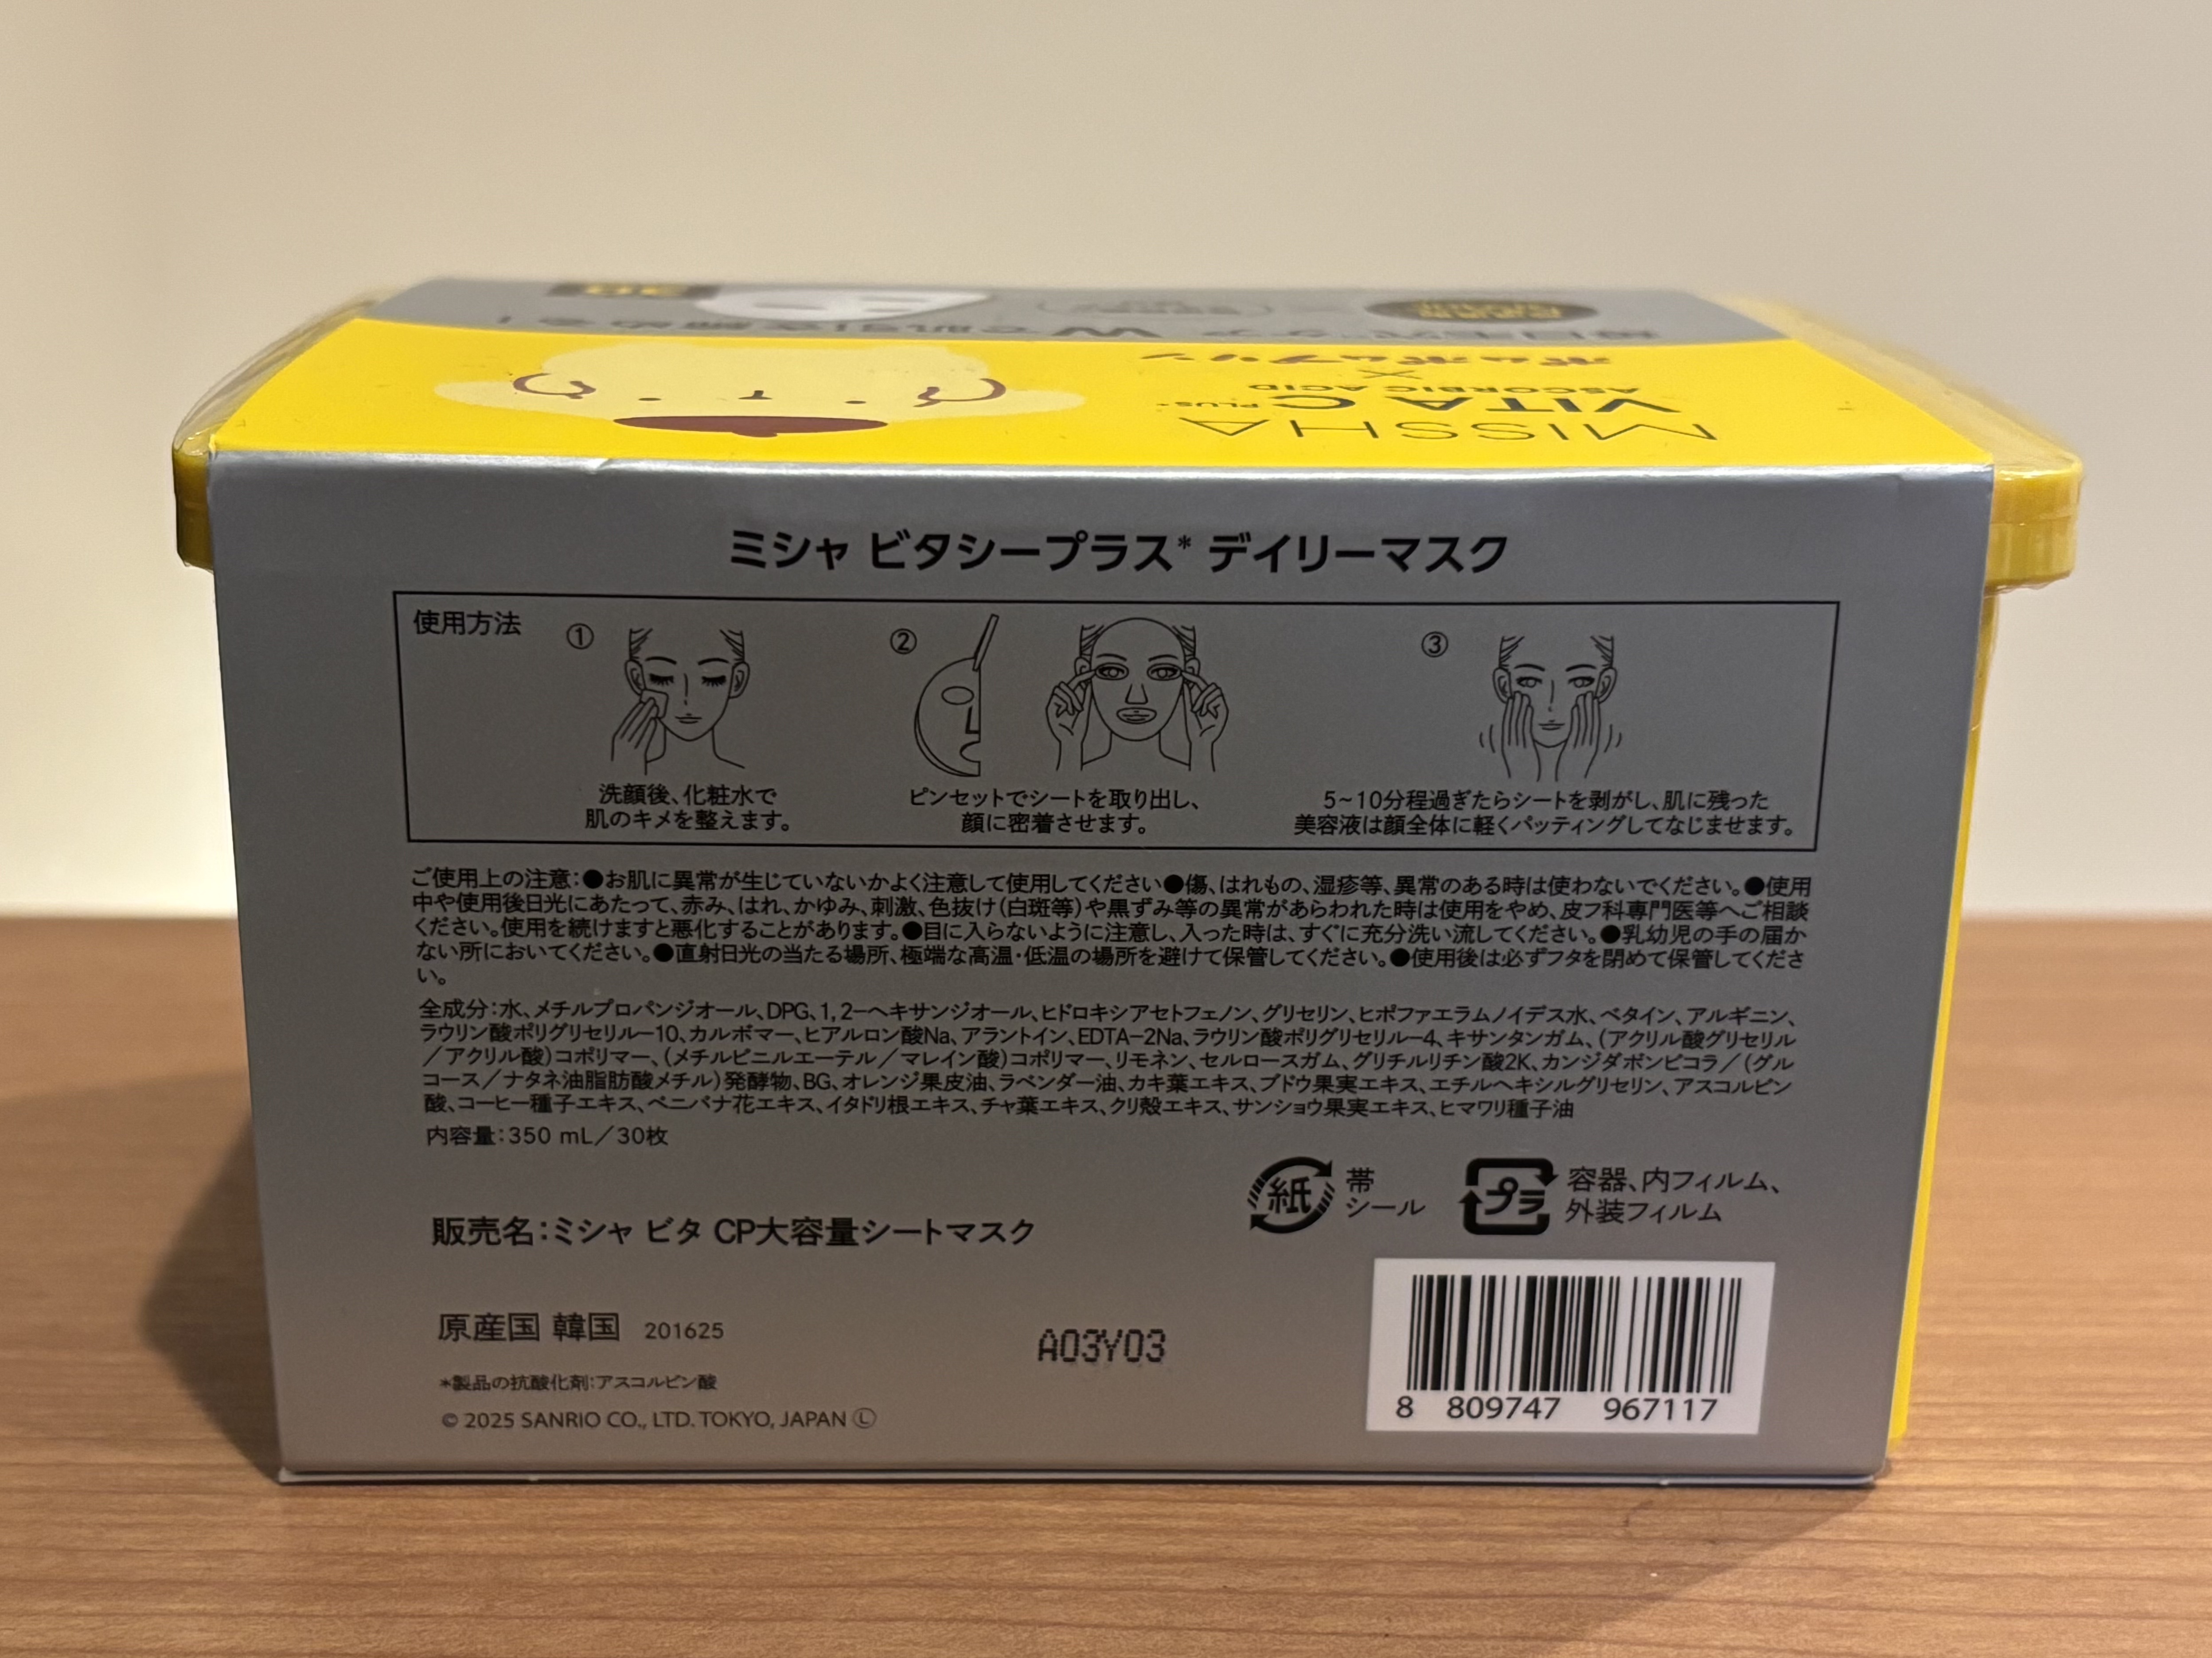 MISSHA
VITA C PLUS*
ASCORBIC ACID
×
ポムポムプリン
ミシャ ビタシープラス* デイリーマスク
使用方法
①
洗顔後、化粧水で
肌のキメを整えます。
②
ピンセットでシートを取り出し、
顔に密着させます。
③
5~10分程過ぎたらシートを剥がし、肌に残った
美容液は顔全体に軽くパッティングしてなじませます。
ご使用上の注意:●お肌に異常が生じていないかよく注意して使用してください●傷、はれもの、湿疹等、異常のある時は使わないでください。●使用
中や使用後日光にあたって、赤み、はれ、かゆみ、刺激、色抜け(白斑等)や黒ずみ等の異常があらわれた時は使用をやめ、皮フ科専門医等へご相談
ください。使用を続けますと悪化することがあります。●目に入らないように注意し、入った時は、すぐに充分洗い流してください。●乳幼児の手の届か
ない所においてください。●直射日光の当たる場所、極端な高温・低温の場所を避けて保管してください。●使用後は必ずフタを閉めて保管してくださ
い。
全成分:水、メチルプロパンジオール、DPG、1,2−ヘキサンジオール、ヒドロキシアセトフェノン、グリセリン、ヒポファエラムノイデス水、ベタイン、アルギニン、
ラウリン酸ポリグリセリル−10、カルボマー、ヒアルロン酸Na、アラントイン、EDTA−2Na、ラウリン酸ポリグリセリル−4、キサンタンガム、(アクリル酸グリセリル
／アクリル酸)コポリマー、(メチルビニルエーテル／マレイン酸)コポリマー、リモネン、セルロースガム、グリチルリチン酸2K、カンジダボンビコラ／(グル
コース／ナタネ油脂肪酸メチル)発酵物、BG、オレンジ果皮油、ラベンダー油、カキ葉エキス、ブドウ果実エキス、エチルヘキシルグリセリン、アスコルビン
酸、コーヒー種子エキス、ベニバナ花エキス、イタドリ根エキス、チャ葉エキス、クリ殻エキス、サンショウ果実エキス、ヒマワリ種子油
内容量:350 mL／30枚
紙
帯
シール
プラ
容器、内フィルム、
外装フィルム
販売名:ミシャ ビタ CP大容量シートマスク
原産国 韓国 201625
A03Y03
*製品の抗酸化剤:アスコルビン酸
© 2025 SANRIO CO., LTD. TOKYO, JAPAN Ⓛ
8 809747 967117